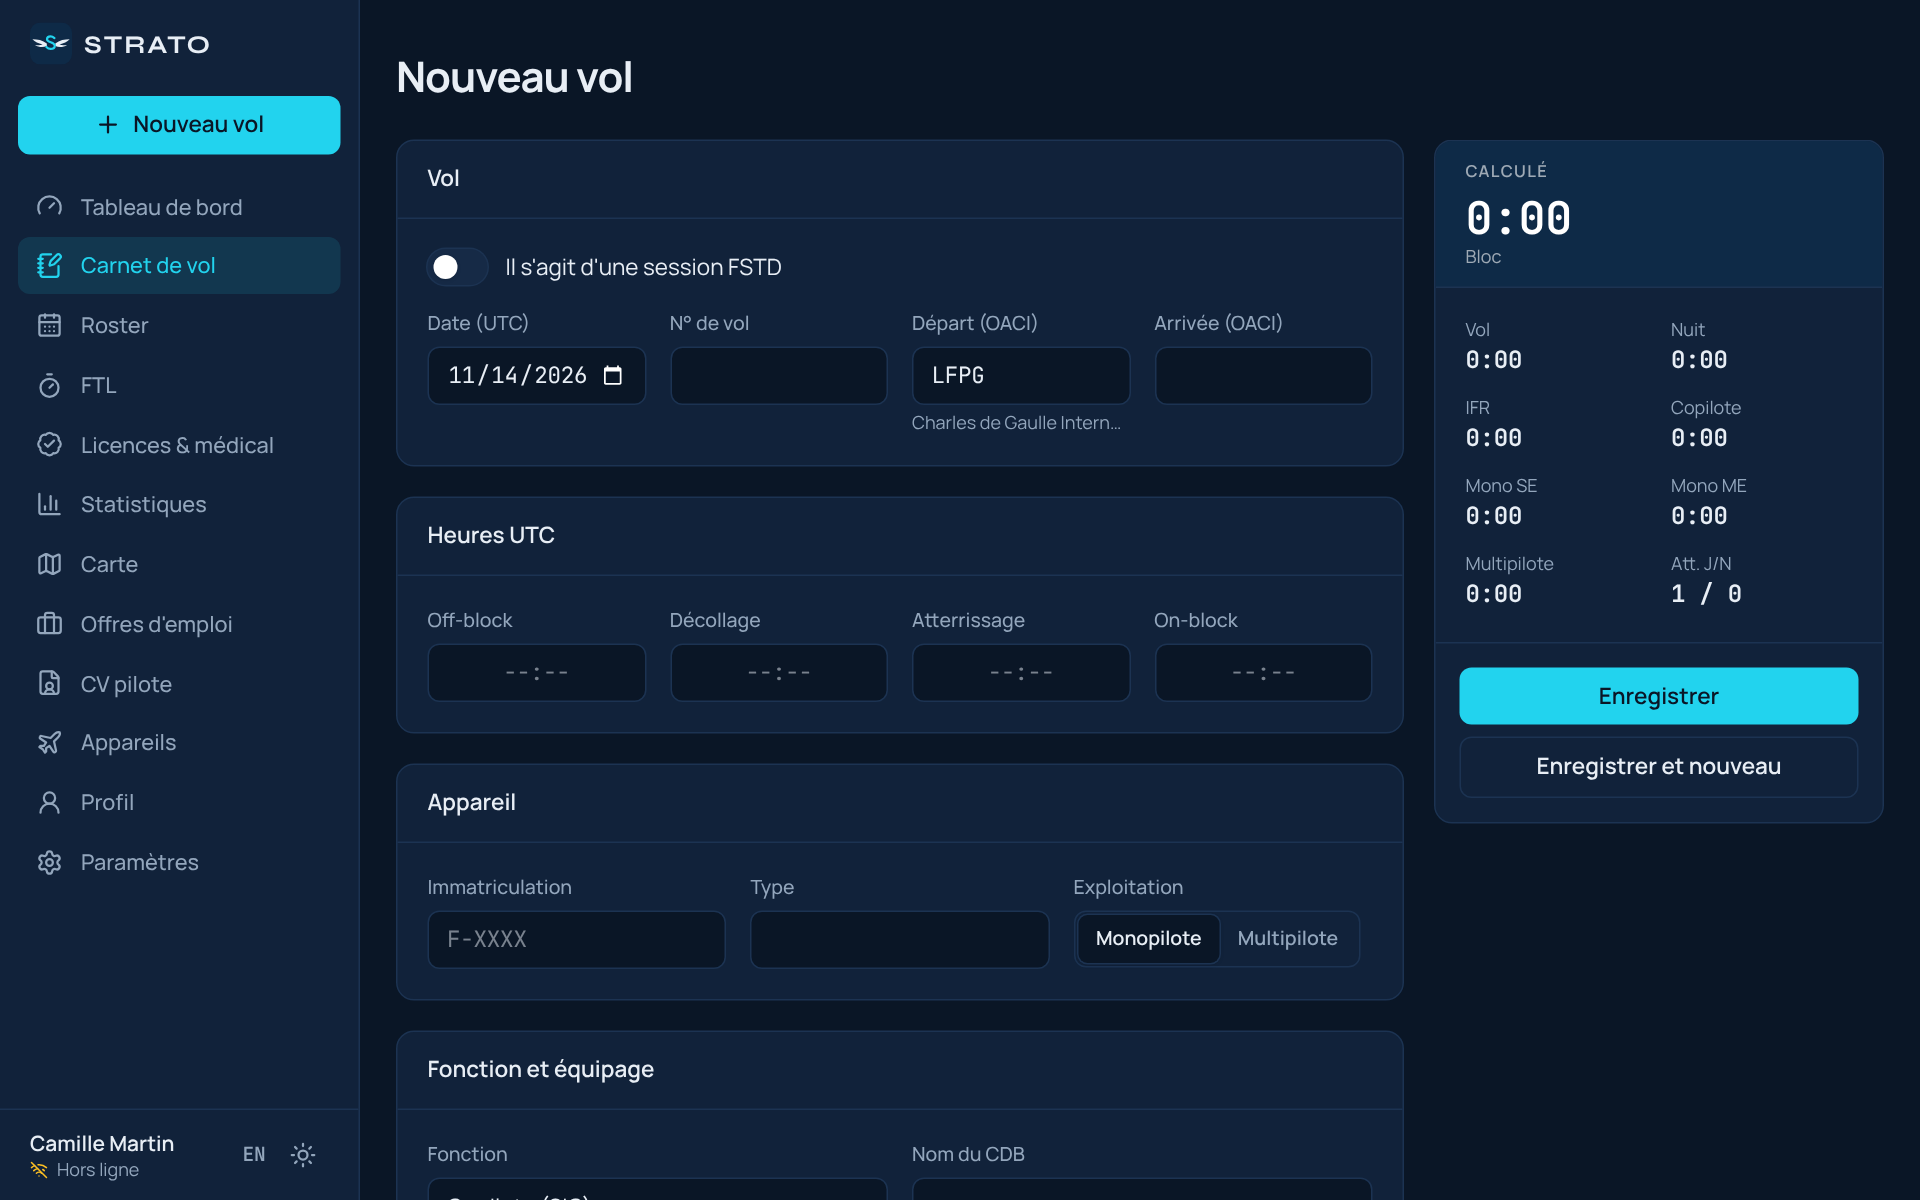 STRATO
Nouveau vol
Tableau de bord
Carnet de vol
Roster
FTL
Licences & médical
Statistiques
Carte
Offres d'emploi
CV pilote
Appareils
Profil
Paramètres
Camille Martin
Hors ligne
EN
Nouveau vol
Vol
Il s'agit d'une session FSTD
Date (UTC)
N° de vol
Départ (OACI)
Arrivée (OACI)
11/14/2026
LFPG
Charles de Gaulle Intern…
Heures UTC
Off-block
Décollage
Atterrissage
On-block
--:--
--:--
--:--
--:--
Appareil
Immatriculation
Type
Exploitation
F-XXXX
Monopilote
Multipilote
Fonction et équipage
Fonction
Nom du CDB
CALCULÉ
0:00
Bloc
Vol
Nuit
0:00
0:00
IFR
Copilote
0:00
0:00
Mono SE
Mono ME
0:00
0:00
Multipilote
Att. J/N
0:00
1 / 0
Enregistrer
Enregistrer et nouveau